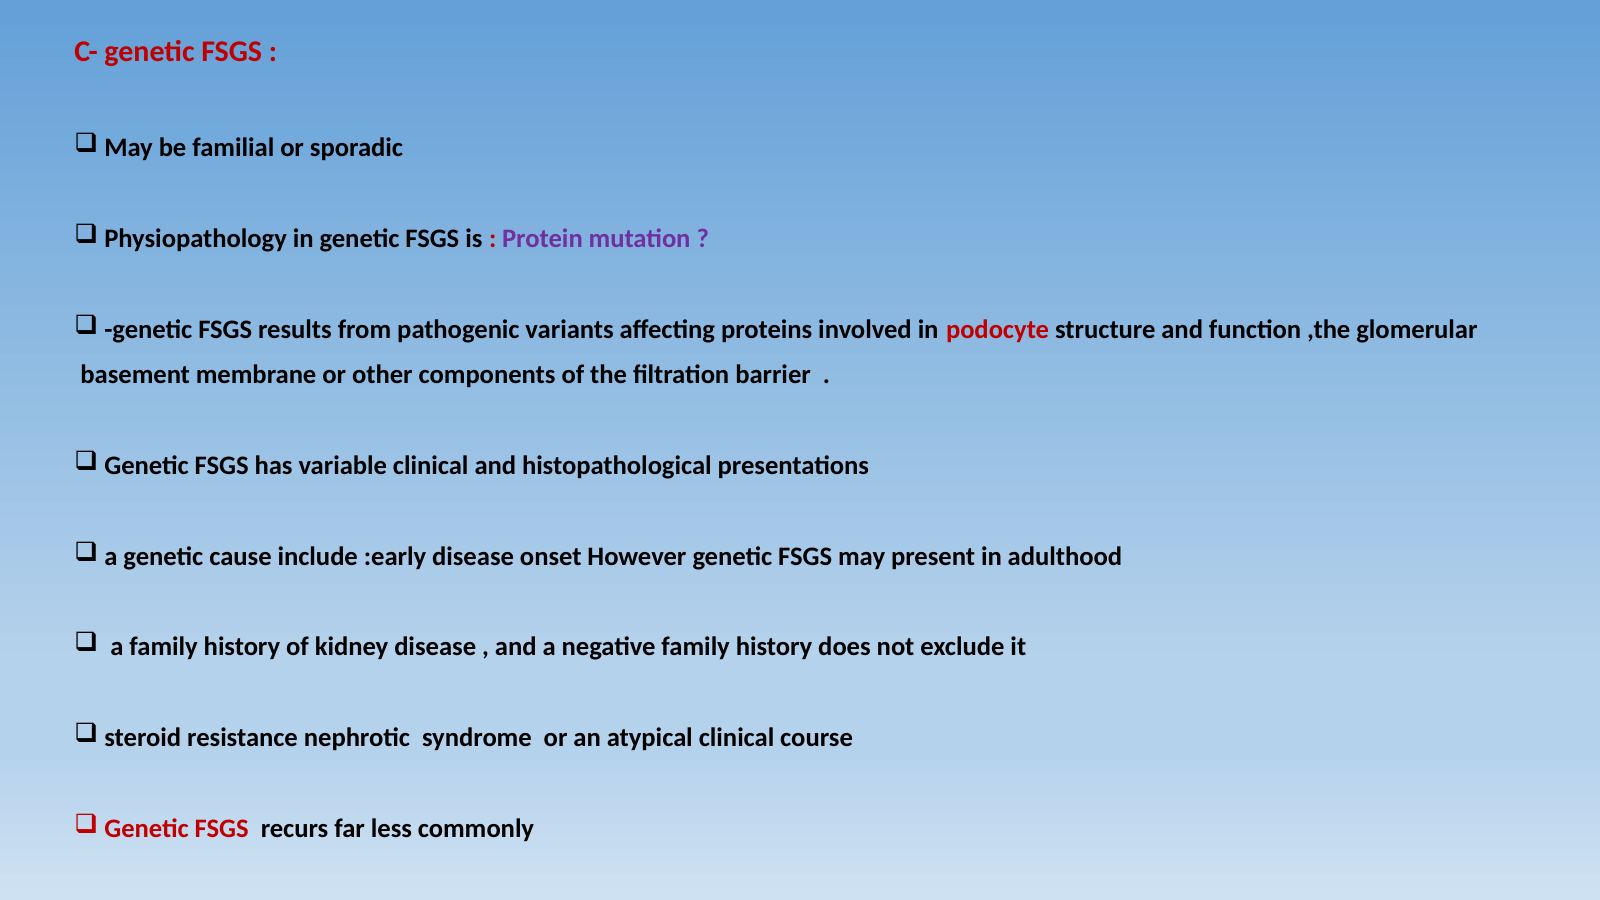 C- genetic FSGS :
❑ May be familial or sporadic
❑ Physiopathology in genetic FSGS is : Protein mutation ?
❑ -genetic FSGS results from pathogenic variants affecting proteins involved in podocyte structure and function ,the glomerular
basement membrane or other components of the filtration barrier .
❑ Genetic FSGS has variable clinical and histopathological presentations
❑ a genetic cause include :early disease onset However genetic FSGS may present in adulthood
❑ a family history of kidney disease , and a negative family history does not exclude it
❑ steroid resistance nephrotic syndrome or an atypical clinical course
❑ Genetic FSGS recurs far less commonly